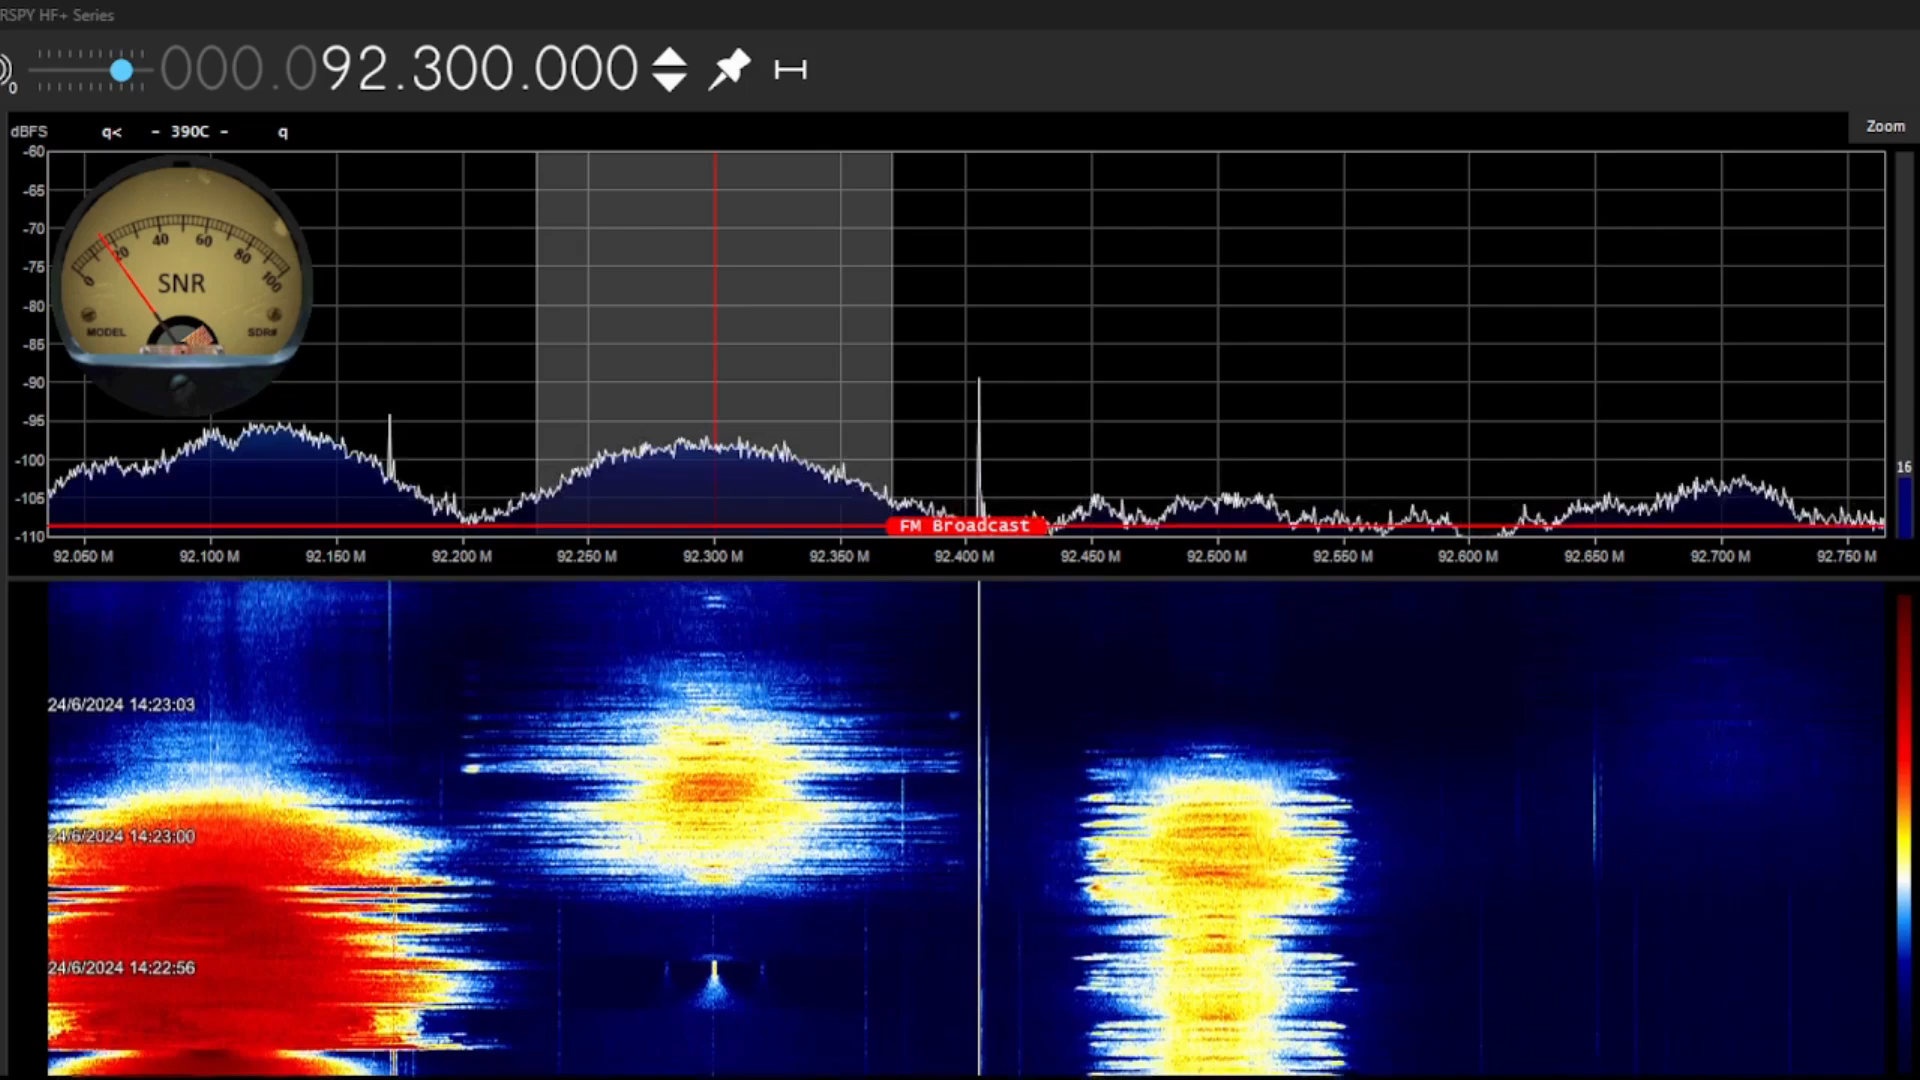 RSPY HF+ Series
000.092.300.000
dBFS q< - 390C - q
Zoom
-60
-65
-70
-75
-80
-85
-90
-95
-100
-105
-110
0 20 40 60 80 100
SNR
MODEL SDR#
16
FM Broadcast
92.050 M 92.100 M 92.150 M 92.200 M 92.250 M 92.300 M 92.350 M 92.400 M 92.450 M 92.500 M 92.550 M 92.600 M 92.650 M 92.700 M 92.750 M
24/6/2024 14:23:03
24/6/2024 14:23:00
24/6/2024 14:22:56